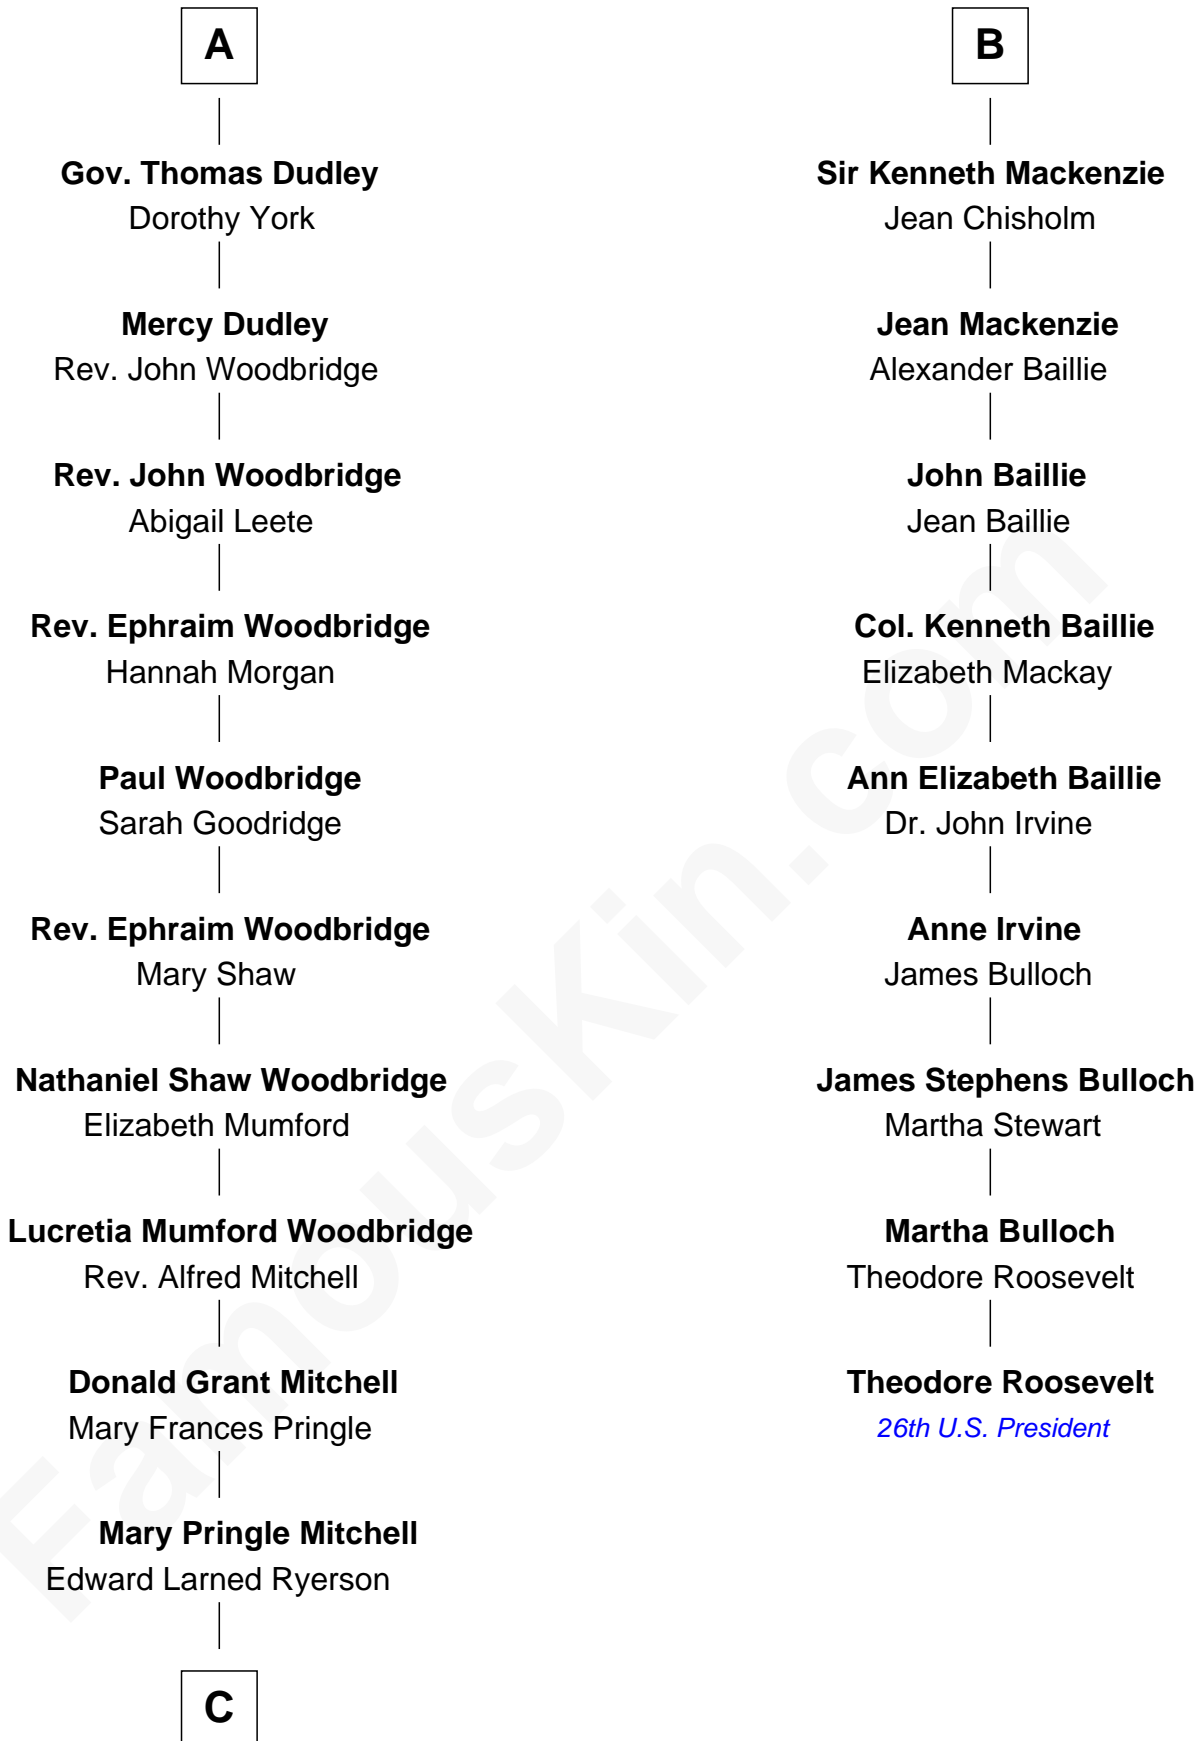 A
Gov. Thomas Dudley
Dorothy York
Mercy Dudley
Rev. John Woodbridge
Rev. John Woodbridge
Abigail Leete
Rev. Ephraim Woodbridge
Hannah Morgan
Paul Woodbridge
Sarah Goodridge
Rev. Ephraim Woodbridge
Mary Shaw
Nathaniel Shaw Woodbridge
Elizabeth Mumford
Lucretia Mumford Woodbridge
Rev. Alfred Mitchell
Donald Grant Mitchell
Mary Frances Pringle
Mary Pringle Mitchell
Edward Larned Ryerson
C
B
Sir Kenneth Mackenzie
Jean Chisholm
Jean Mackenzie
Alexander Baillie
John Baillie
Jean Baillie
Col. Kenneth Baillie
Elizabeth Mackay
Ann Elizabeth Baillie
Dr. John Irvine
Anne Irvine
James Bulloch
James Stephens Bulloch
Martha Stewart
Martha Bulloch
Theodore Roosevelt
Theodore Roosevelt
26th U.S. President
FamousKin.com